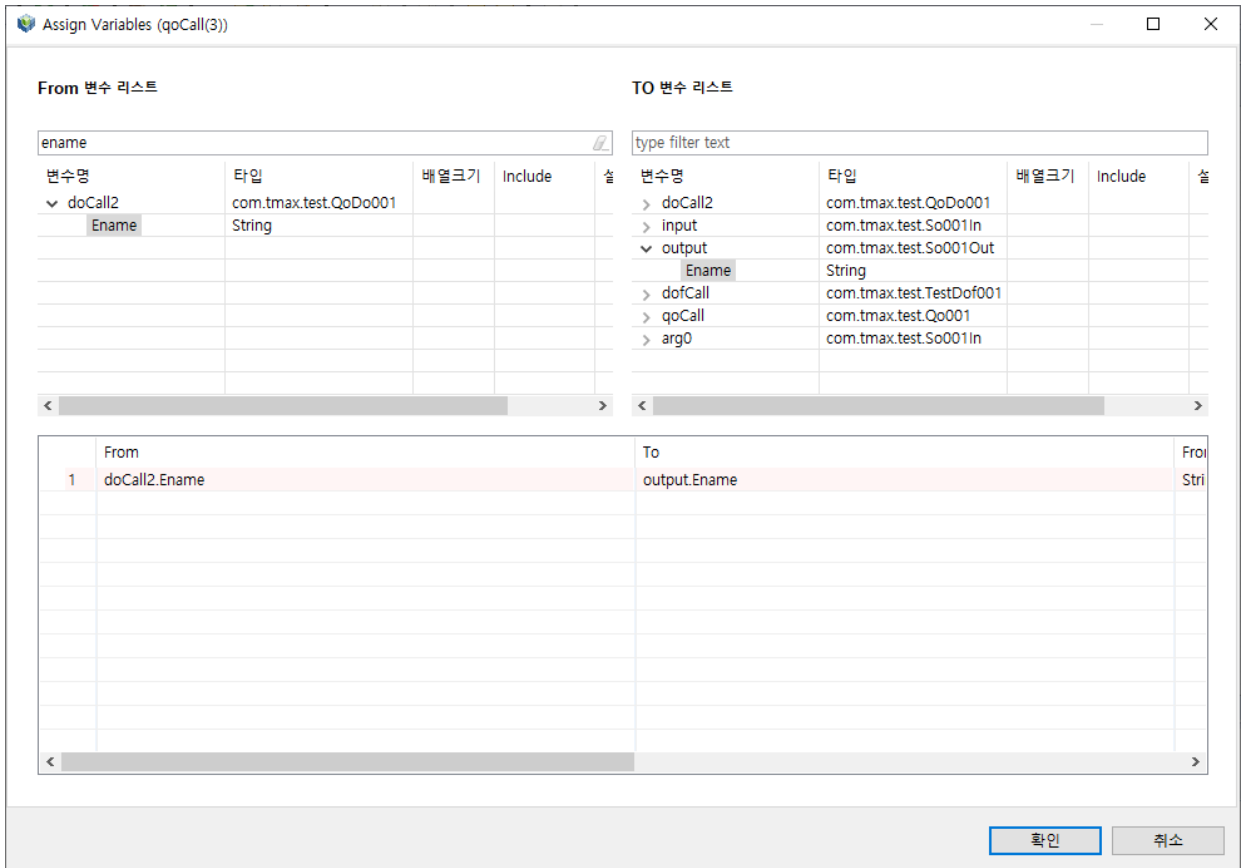 Assign Variables (qoCall(3))
From 변수 리스트
TO 변수 리스트
ename
type filter text
변수명 타입 배열크기 Include
변수명 타입 배열크기 Include
doCall2 com.tmax.test.QoDo001
Ename String
doCall2 com.tmax.test.QoDo001
input com.tmax.test.So001In
output com.tmax.test.So001Out
Ename String
dofCall com.tmax.test.TestDof001
qoCall com.tmax.test.Qo001
arg0 com.tmax.test.So001In
From To
1 doCall2.Ename output.Ename Stri
확인 취소